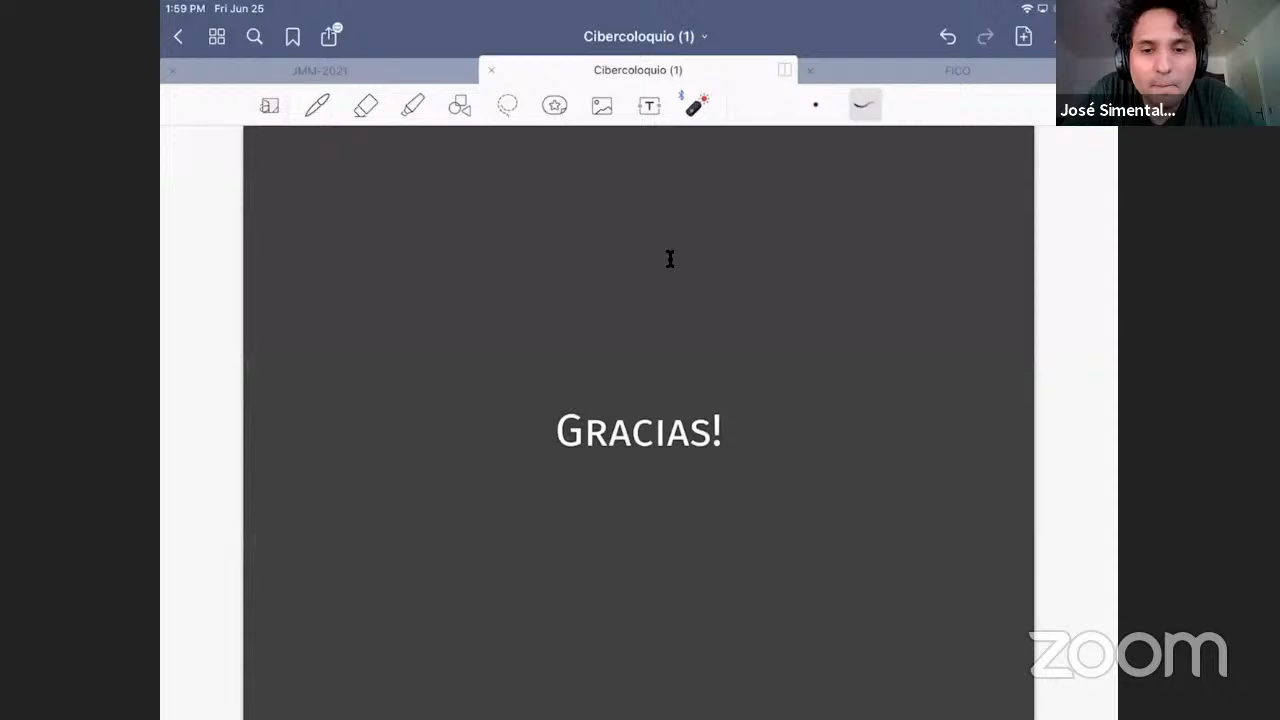 1:59 PM Fri Jun 25
Cibercoloquio (1)
JMM-2021
Cibercoloquio (1)
FICO
T
José Simental...
GRACIAS!
zoom